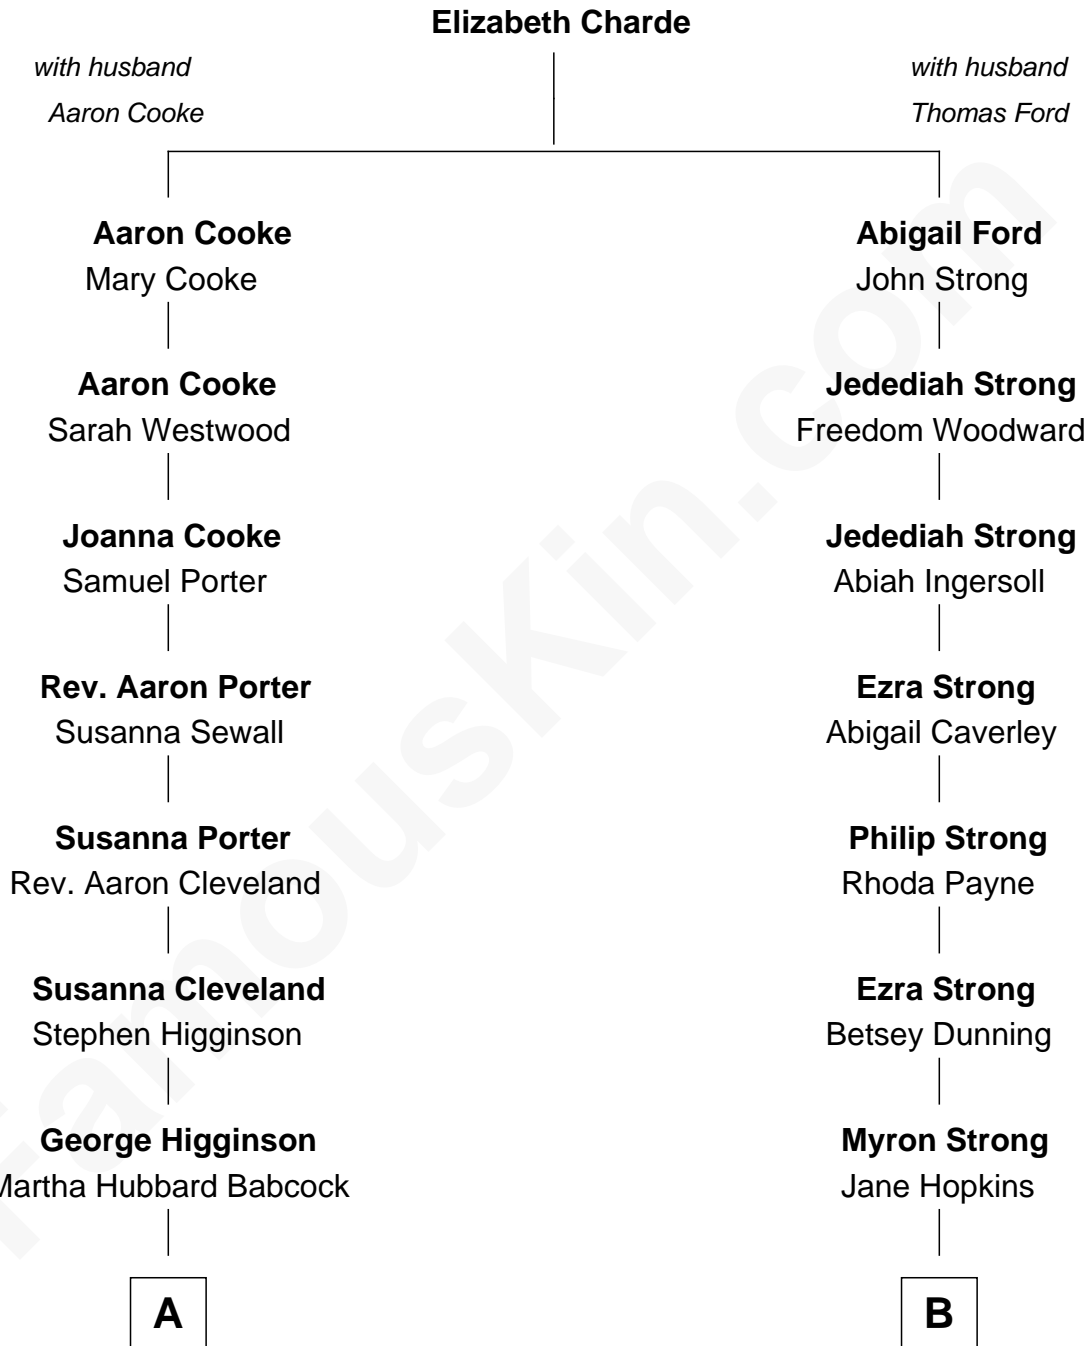 Elizabeth Charde
with husband
Aaron Cooke
with husband
Thomas Ford
Aaron Cooke
Mary Cooke
Abigail Ford
John Strong
Aaron Cooke
Sarah Westwood
Jedediah Strong
Freedom Woodward
Joanna Cooke
Samuel Porter
Jedediah Strong
Abiah Ingersoll
Rev. Aaron Porter
Susanna Sewall
Ezra Strong
Abigail Caverley
Susanna Porter
Rev. Aaron Cleveland
Philip Strong
Rhoda Payne
Susanna Cleveland
Stephen Higginson
Ezra Strong
Betsey Dunning
George Higginson
Martha Hubbard Babcock
Myron Strong
Jane Hopkins
A
B
FamousKin.com